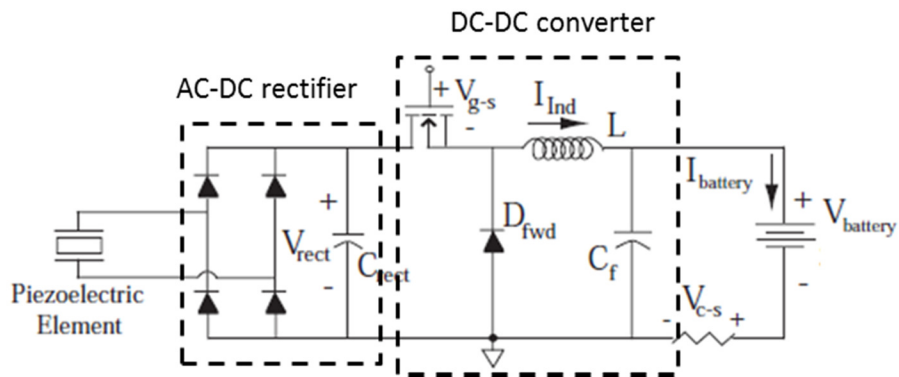 DC-DC converter
AC-DC rectifier
+ Vg-s -
IInd
L
Ibattery
+ Vbattery -
+ Vrect -
Crect
Dfwd
Cf
- Vc-s +
Piezoelectric
Element